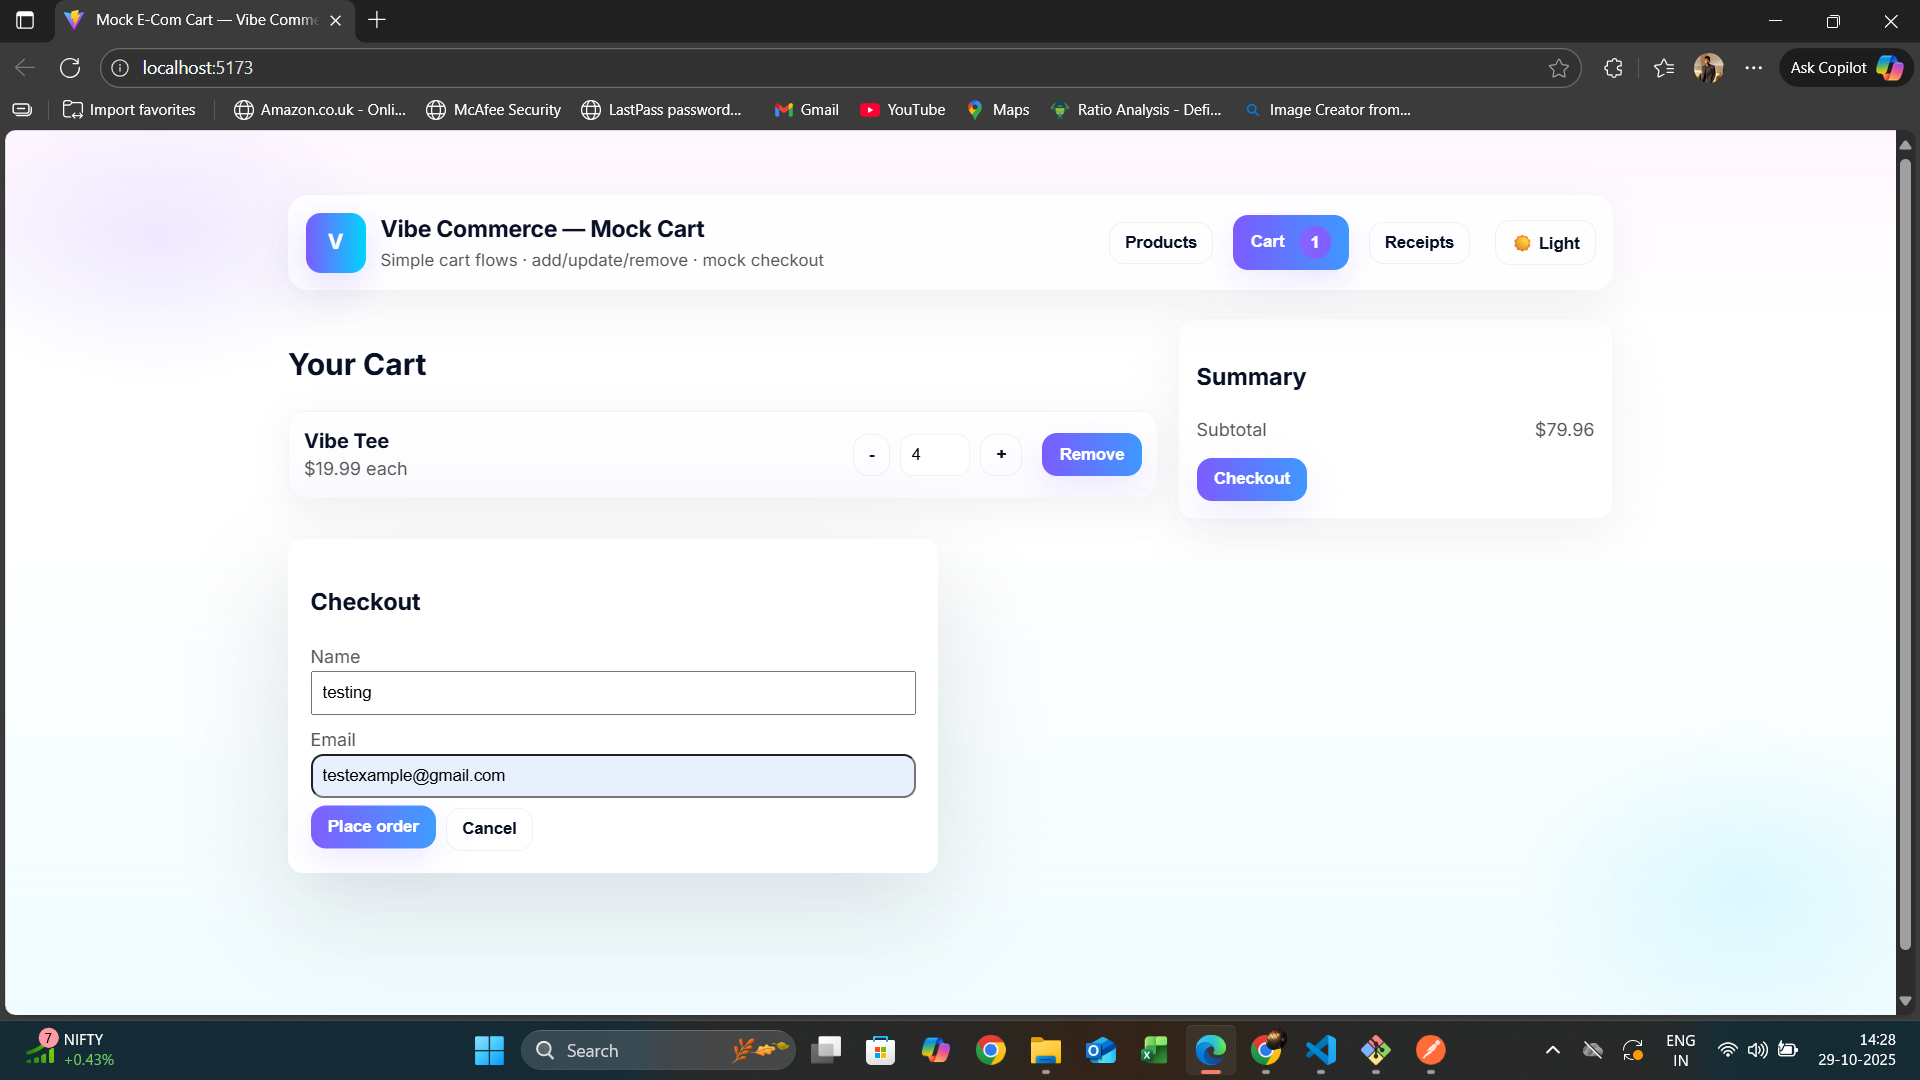 Mock E-Com Cart — Vibe Comme
localhost:5173
Ask Copilot
Import favorites
Amazon.co.uk - Onli...
McAfee Security
LastPass password...
Gmail
YouTube
Maps
Ratio Analysis - Defi...
Image Creator from...
V
Vibe Commerce — Mock Cart
Simple cart flows · add/update/remove · mock checkout
Products
Cart 1
Receipts
Light
Your Cart
Vibe Tee
$19.99 each
-
4
+
Remove
Summary
Subtotal $79.96
Checkout
Checkout
Name
testing
Email
testexample@gmail.com
Place order
Cancel
7
NIFTY
+0.43%
Search
ENG
IN
14:28
29-10-2025